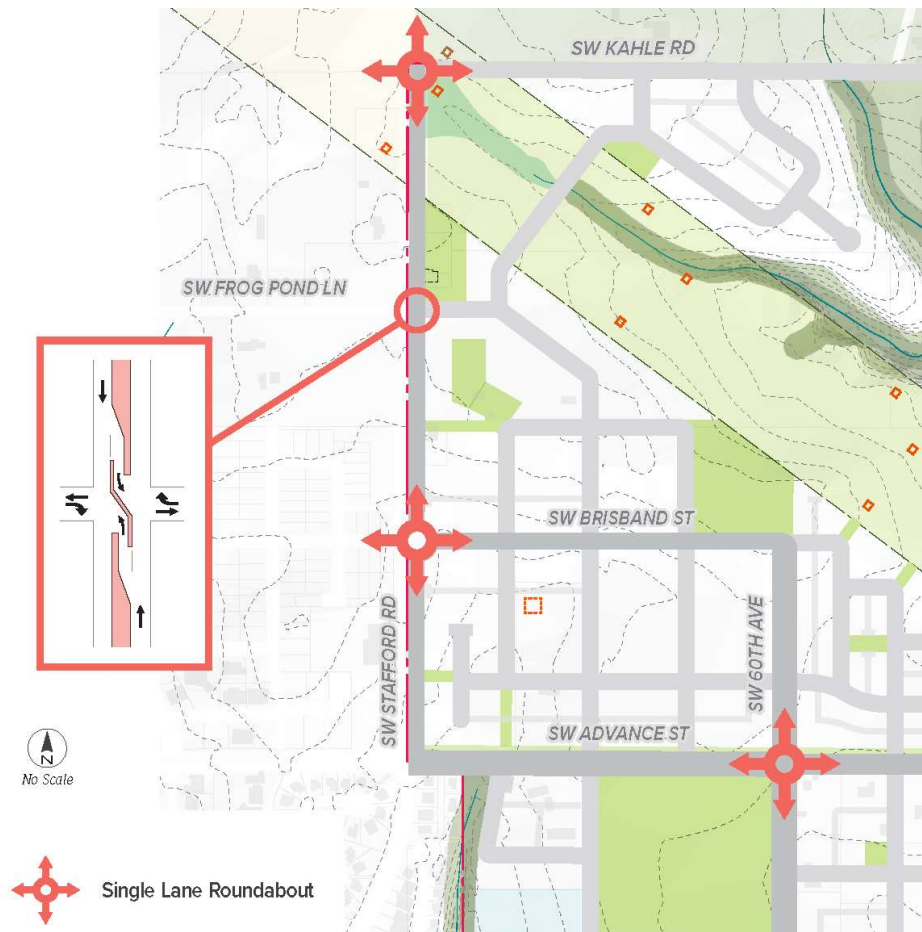 SW KAHLE RD
SW FROG POND LN
SW BRISBAND ST
SW STAFFORD RD
SW 60TH AVE
SW ADVANCE ST
N
No Scale
Single Lane Roundabout